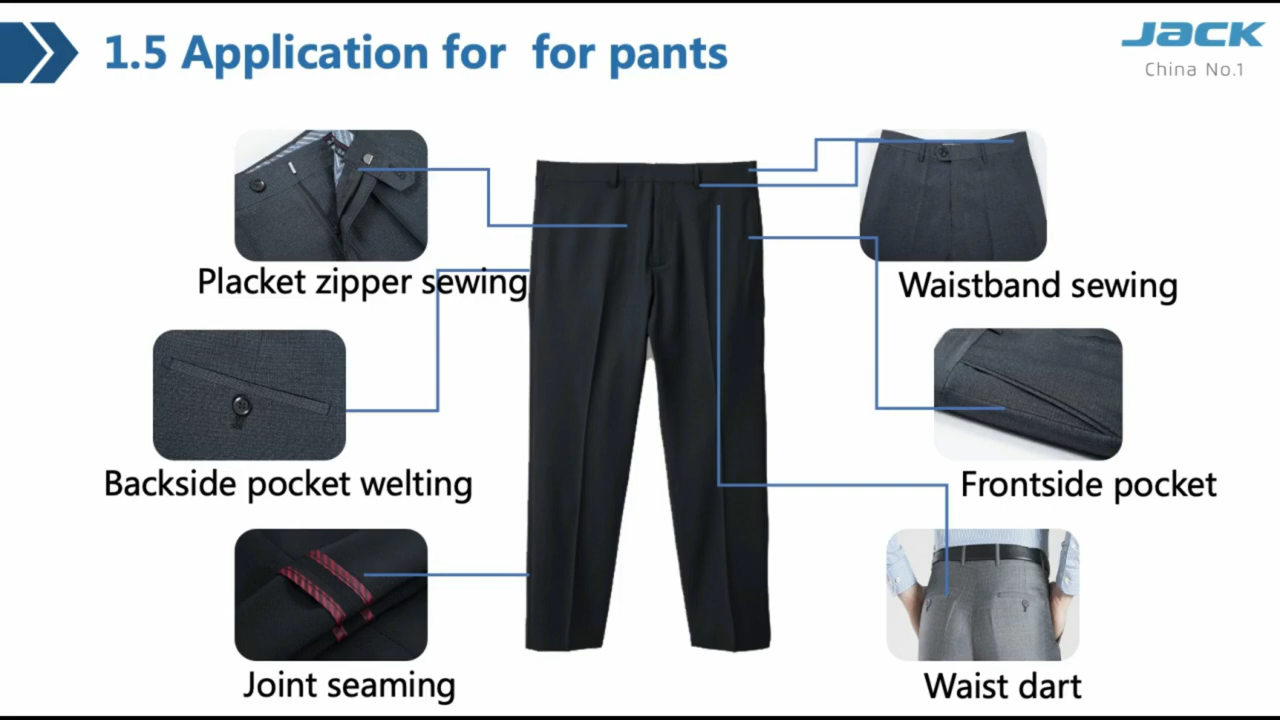 1.5 Application for for pants
JACK
China No.1
Placket zipper sewing
Waistband sewing
Backside pocket welting
Frontside pocket
Joint seaming
Waist dart